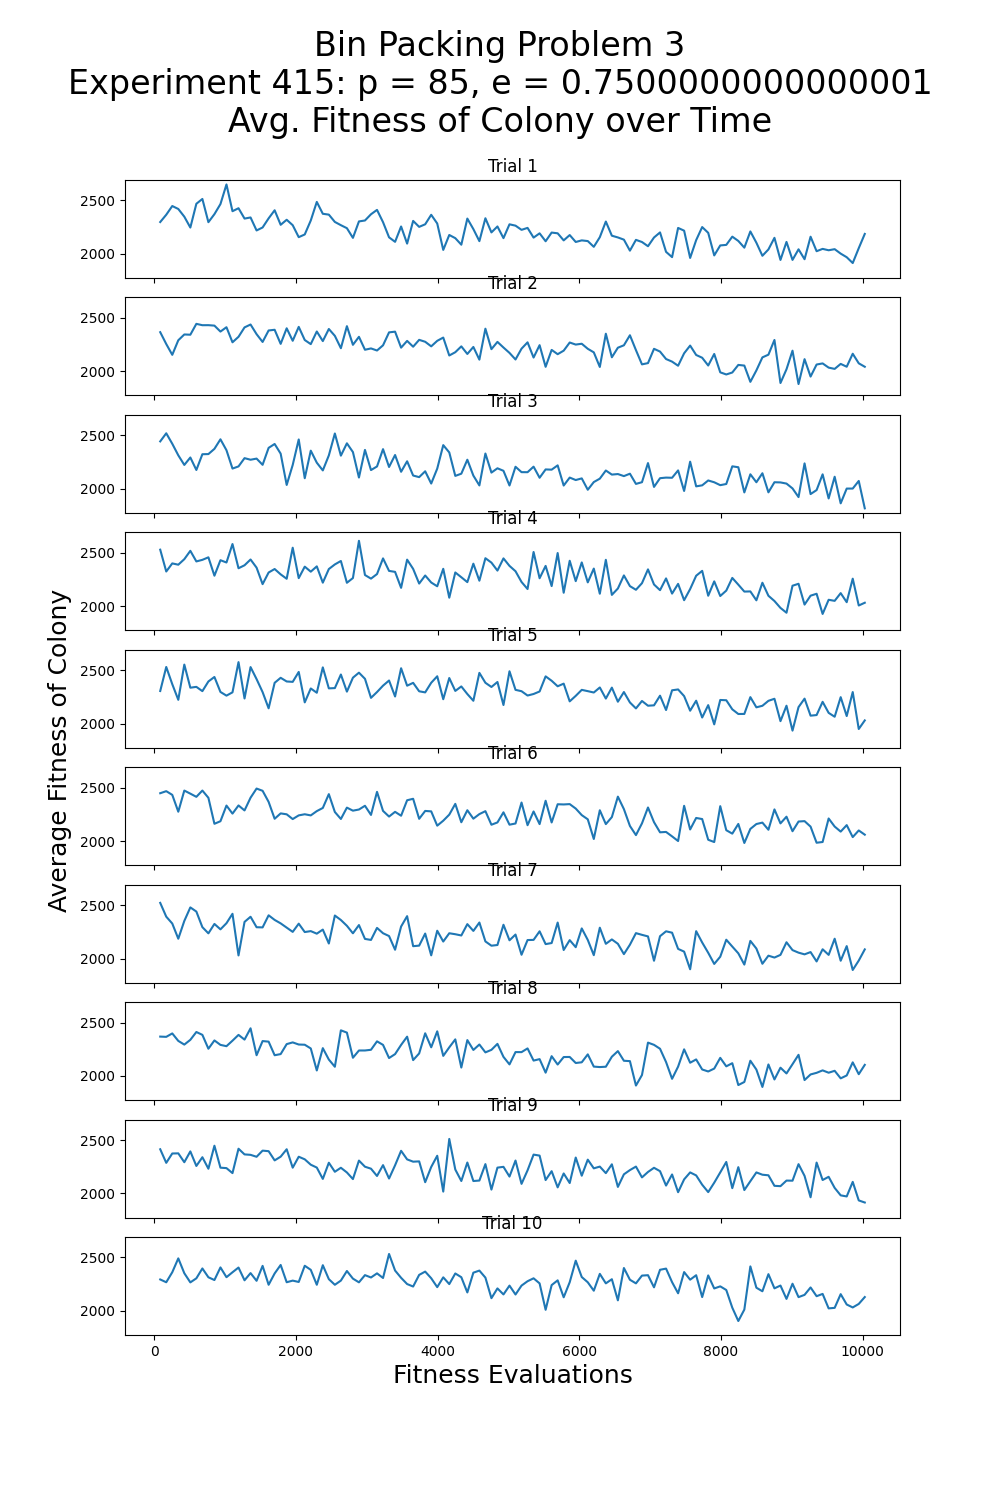 Bin Packing Problem 3
Experiment 415: p = 85, e = 0.7500000000000001
Avg. Fitness of Colony over Time
Trial 1
2500
2000
Trial 2
2500
2000
Trial 3
2500
2000
Trial 4
2500
2000
Trial 5
2500
2000
Trial 6
2500
2000
Trial 7
2500
2000
Trial 8
2500
2000
Trial 9
2500
2000
Trial 10
2500
2000
0 2000 4000 6000 8000 10000
Fitness Evaluations
Average Fitness of Colony